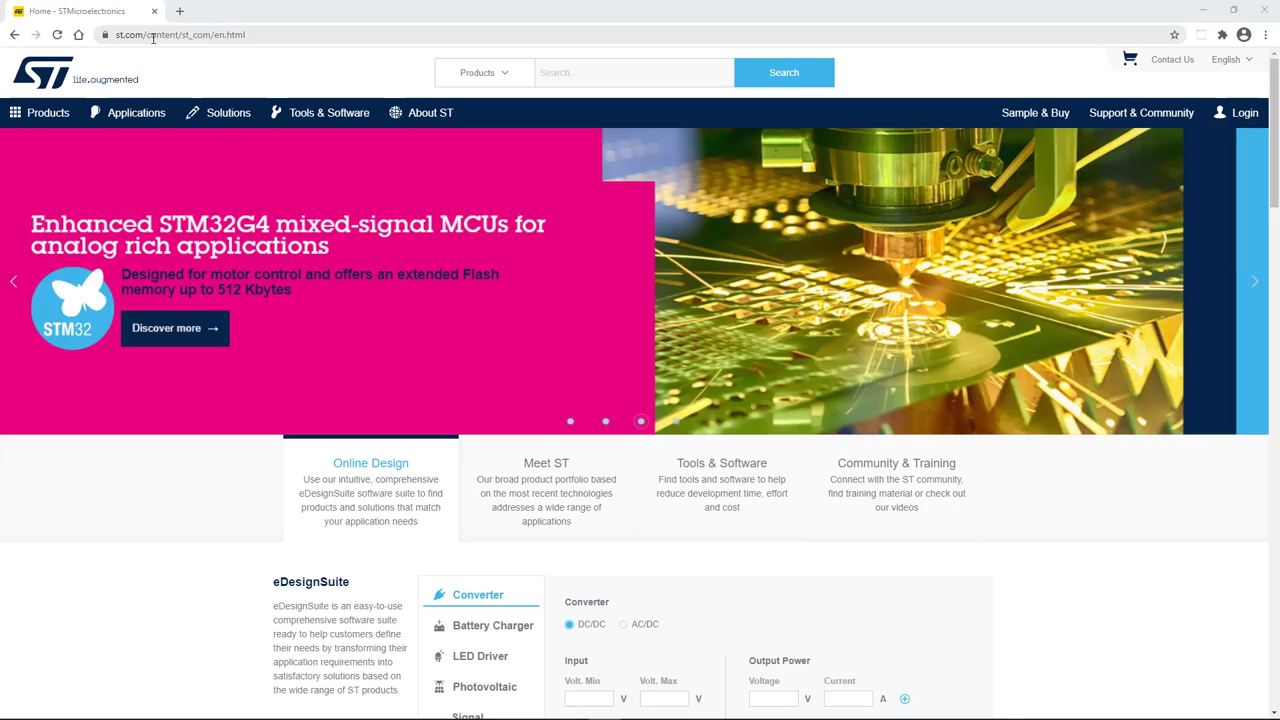 Home - STMicroelectronics
st.com/content/st_com/en.html
ST life.augmented
Products
Search...
Search
Contact Us
English
Products
Applications
Solutions
Tools & Software
About ST
Sample & Buy
Support & Community
Login
Enhanced STM32G4 mixed-signal MCUs for
analog rich applications
Designed for motor control and offers an extended Flash
memory up to 512 Kbytes
STM32
Discover more →
Online Design
Use our intuitive, comprehensive
eDesignSuite software suite to find
products and solutions that match
your application needs
Meet ST
Our broad product portfolio based
on the most recent technologies
addresses a wide range of
applications
Tools & Software
Find tools and software to help
reduce development time, effort
and cost
Community & Training
Connect with the ST community,
find training material or check out
our videos
eDesignSuite
eDesignSuite is an easy-to-use
comprehensive software suite
ready to help customers define
their needs by transforming their
application requirements into
satisfactory solutions based on
the wide range of ST products.
Converter
Battery Charger
LED Driver
Photovoltaic
Signal
Converter
DC/DC
AC/DC
Input
Volt. Min
Volt. Max
V
V
Output Power
Voltage
Current
V
A